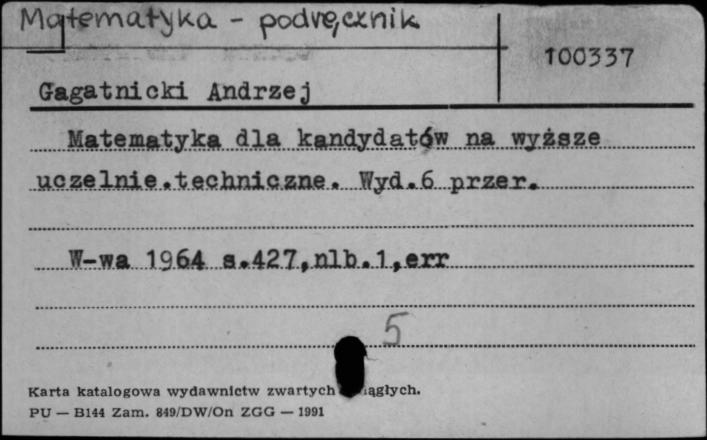 Matematyka - podręcznik
100337
Gagatnicki Andrzej
Matematyka dla kandydatów na wyższe
uczelnie.techniczne. Wyd.6 przer.
W-wa 1964 s.427,nlb.1,err
5
Karta katalogowa wydawnictw zwartych
PU — B144 Zam. 849/DW/On ZGG — 1991